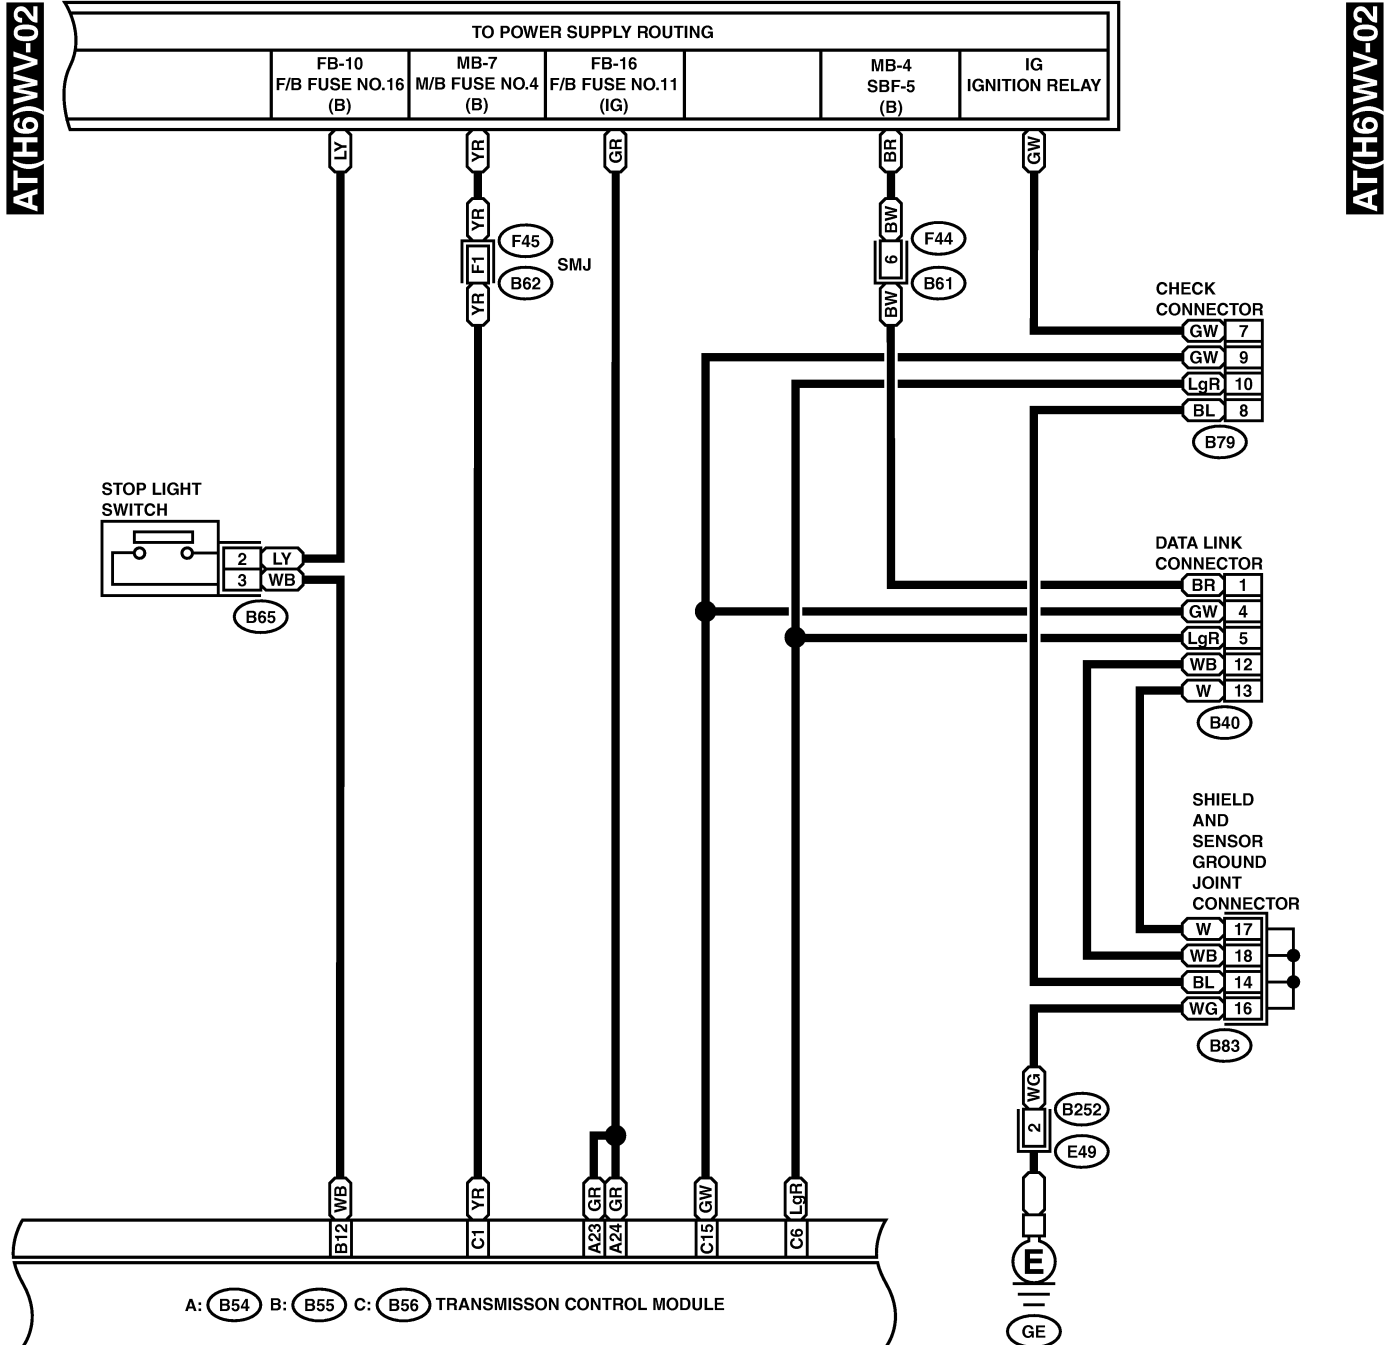 AT(H6)WV-02
AT(H6)WV-02
TO POWER SUPPLY ROUTING
FB-10
F/B FUSE NO.16
(B)
MB-7
M/B FUSE NO.4
(B)
FB-16
F/B FUSE NO.11
(IG)
MB-4
SBF-5
(B)
IG
IGNITION RELAY
LY
YR
GR
BR
GW
YR
F1
YR
F45
B62
SMJ
BW
6
BW
F44
B61
CHECK
CONNECTOR
GW 7
GW 9
LgR 10
BL 8
B79
STOP LIGHT
SWITCH
2 LY
3 WB
B65
DATA LINK
CONNECTOR
BR 1
GW 4
LgR 5
WB 12
W 13
B40
SHIELD
AND
SENSOR
GROUND
JOINT
CONNECTOR
W 17
WB 18
BL 14
WG 16
B83
WG
2
B252
E49
E
GE
WB
YR
GR
GR
GW
LgR
B12
C1
A23
A24
C15
C6
A: B54 B: B55 C: B56 TRANSMISSON CONTROL MODULE